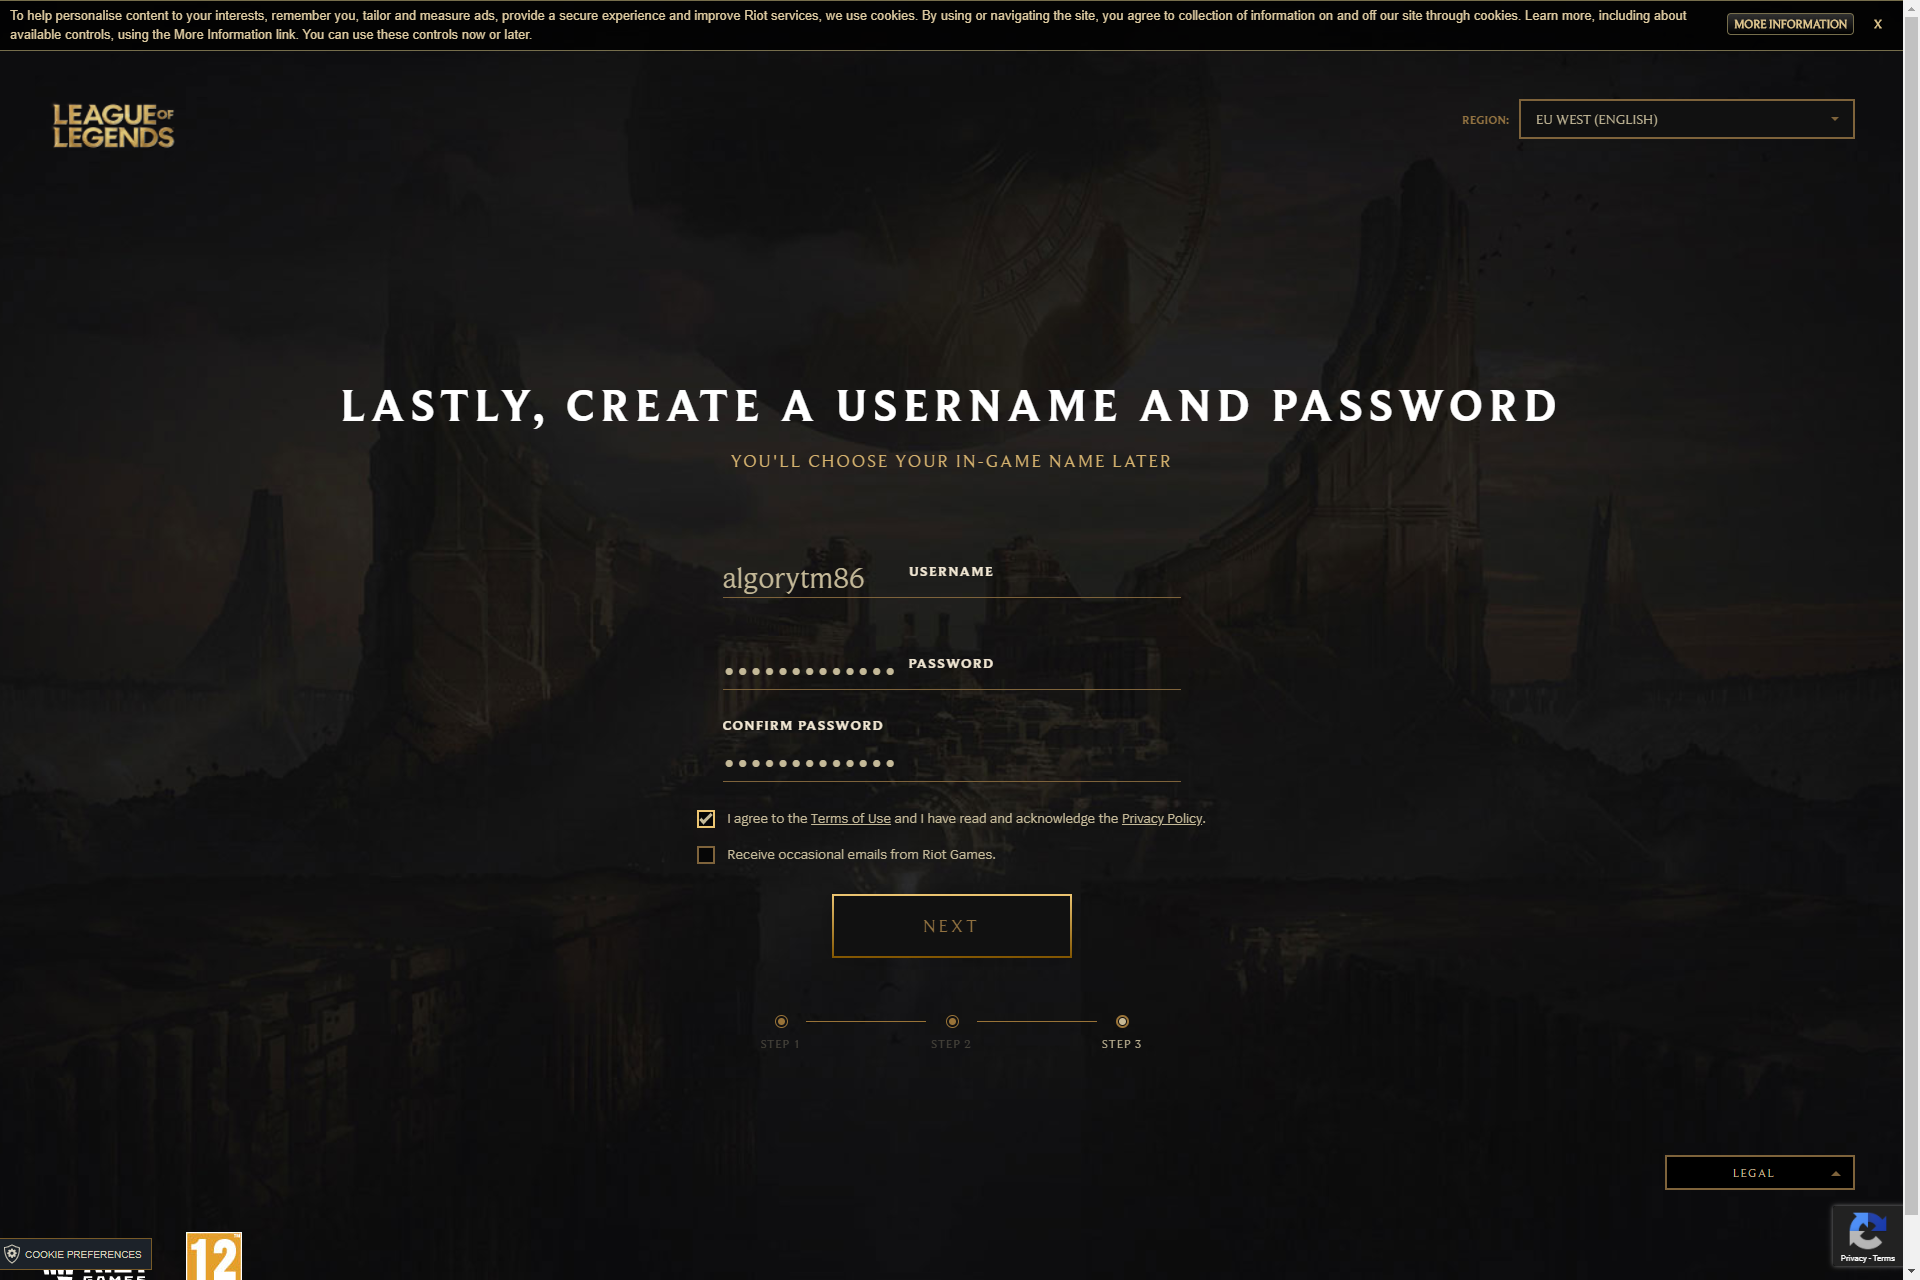 To help personalise content to your interests, remember you, tailor and measure ads, provide a secure experience and improve Riot services, we use cookies. By using or navigating the site, you agree to collection of information on and off our site through cookies. Learn more, including about
available controls, using the More Information link. You can use these controls now or later.
MORE INFORMATION
X
LEAGUE OF
LEGENDS
REGION:
EU WEST (ENGLISH)
LASTLY, CREATE A USERNAME AND PASSWORD
YOU'LL CHOOSE YOUR IN-GAME NAME LATER
algorytm86
USERNAME
PASSWORD
CONFIRM PASSWORD
I agree to the Terms of Use and I have read and acknowledge the Privacy Policy.
Receive occasional emails from Riot Games.
NEXT
STEP 1
STEP 2
STEP 3
LEGAL
COOKIE PREFERENCES
GAMES
12
Privacy - Terms